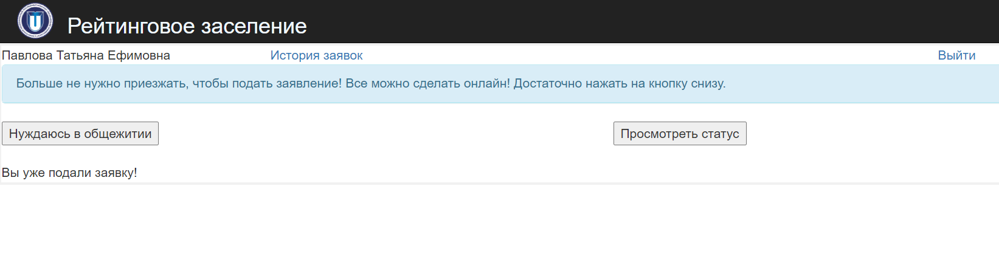 Рейтинговое заселение
Павлова Татьяна Ефимовна История заявок Выйти
Больше не нужно приезжать, чтобы подать заявление! Все можно сделать онлайн! Достаточно нажать на кнопку снизу.
Нуждаюсь в общежитии Просмотреть статус
Вы уже подали заявку!